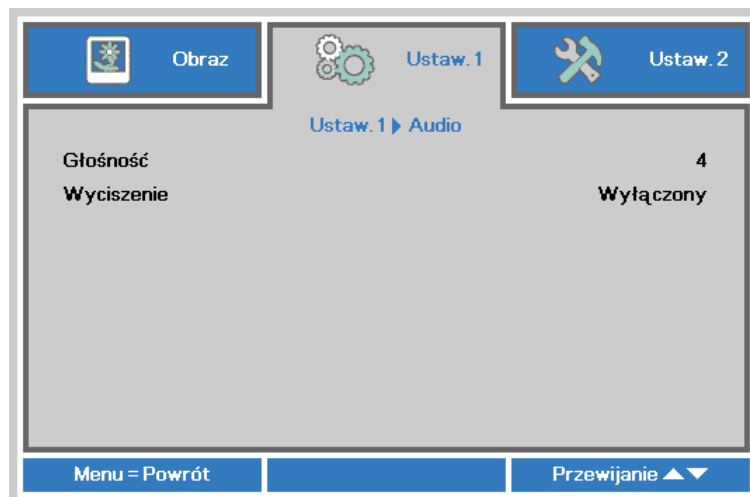 Obraz
Ustaw. 1
Ustaw. 2
Ustaw. 1 Audio
Głośność 4
Wyciszenie Wyłączony
Menu = Powrót
Przewijanie